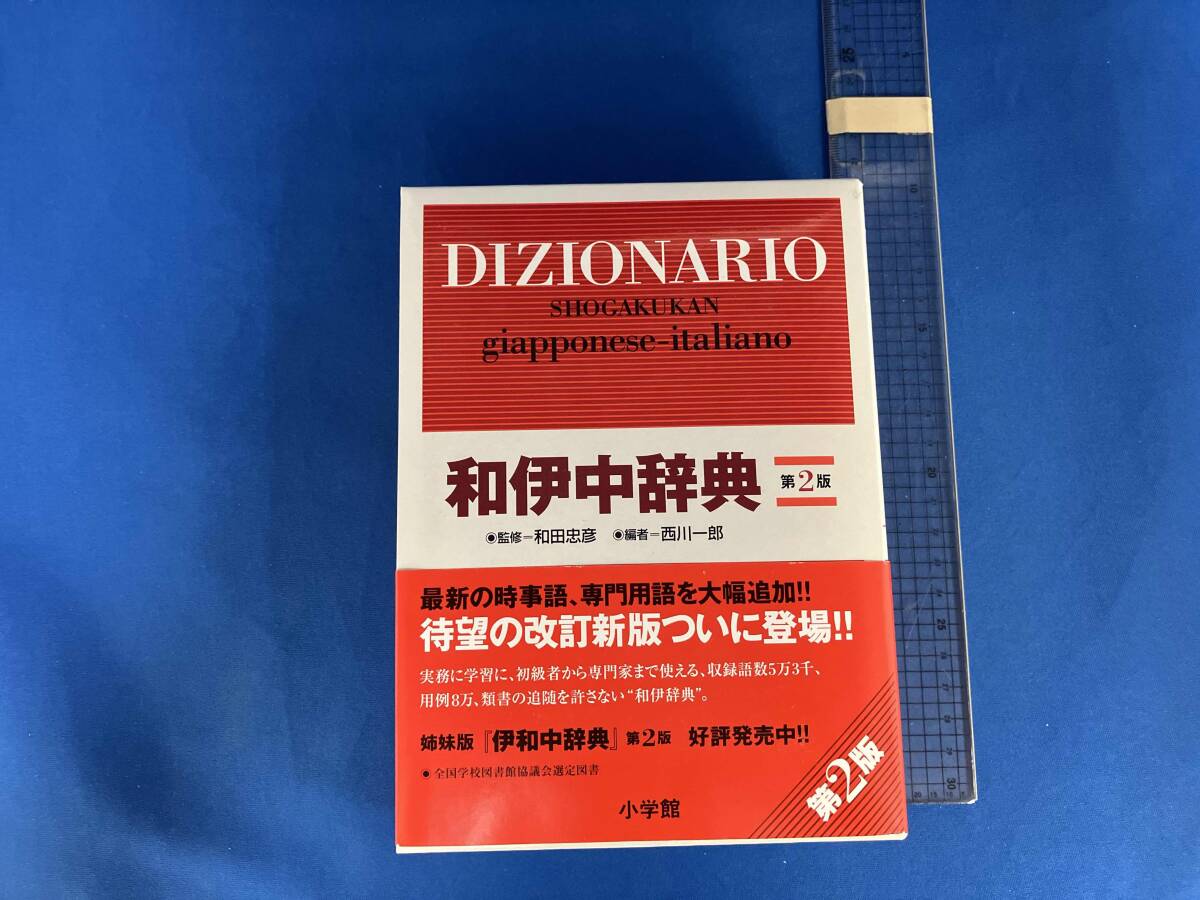 DIZIONARIO
SHOGAKUKAN
giapponese-italiano
和伊中辞典 第2版
◉監修=和田忠彦 ◉編者=西川一郎
最新の時事語、専門用語を大幅追加!!
待望の改訂新版ついに登場!!
実務に学習に、初級者から専門家まで使える、収録語数5万3千、
用例8万、類書の追随を許さない“和伊辞典”。
姉妹版『伊和中辞典』第2版 好評発売中!!
●全国学校図書館協議会選定図書
第2版
小学館
25
10
15
20
25
30